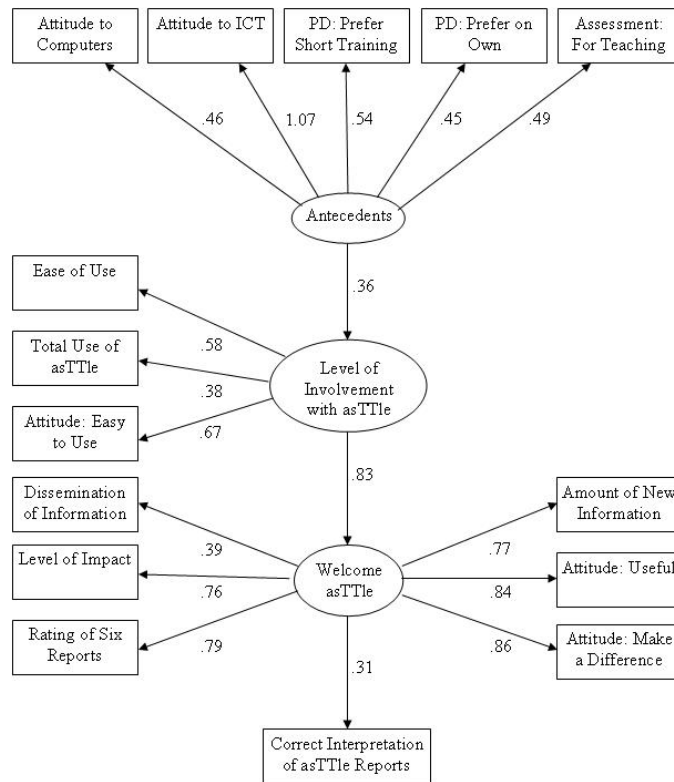 Attitude to
Computers
Attitude to ICT
PD: Prefer
Short Training
PD: Prefer on
Own
Assessment:
For Teaching
.46
1.07
.54
.45
.49
Antecedents
.36
Ease of Use
.58
Total Use of
asTTle
.38
Attitude: Easy
to Use
.67
Level of
Involvement
with asTTle
.83
Dissemination
of Information
.39
Level of Impact
.76
Rating of Six
Reports
.79
Welcome
asTTle
Amount of New
Information
.77
Attitude: Useful
.84
Attitude: Make
a Difference
.86
.31
Correct Interpretation
of asTTle Reports